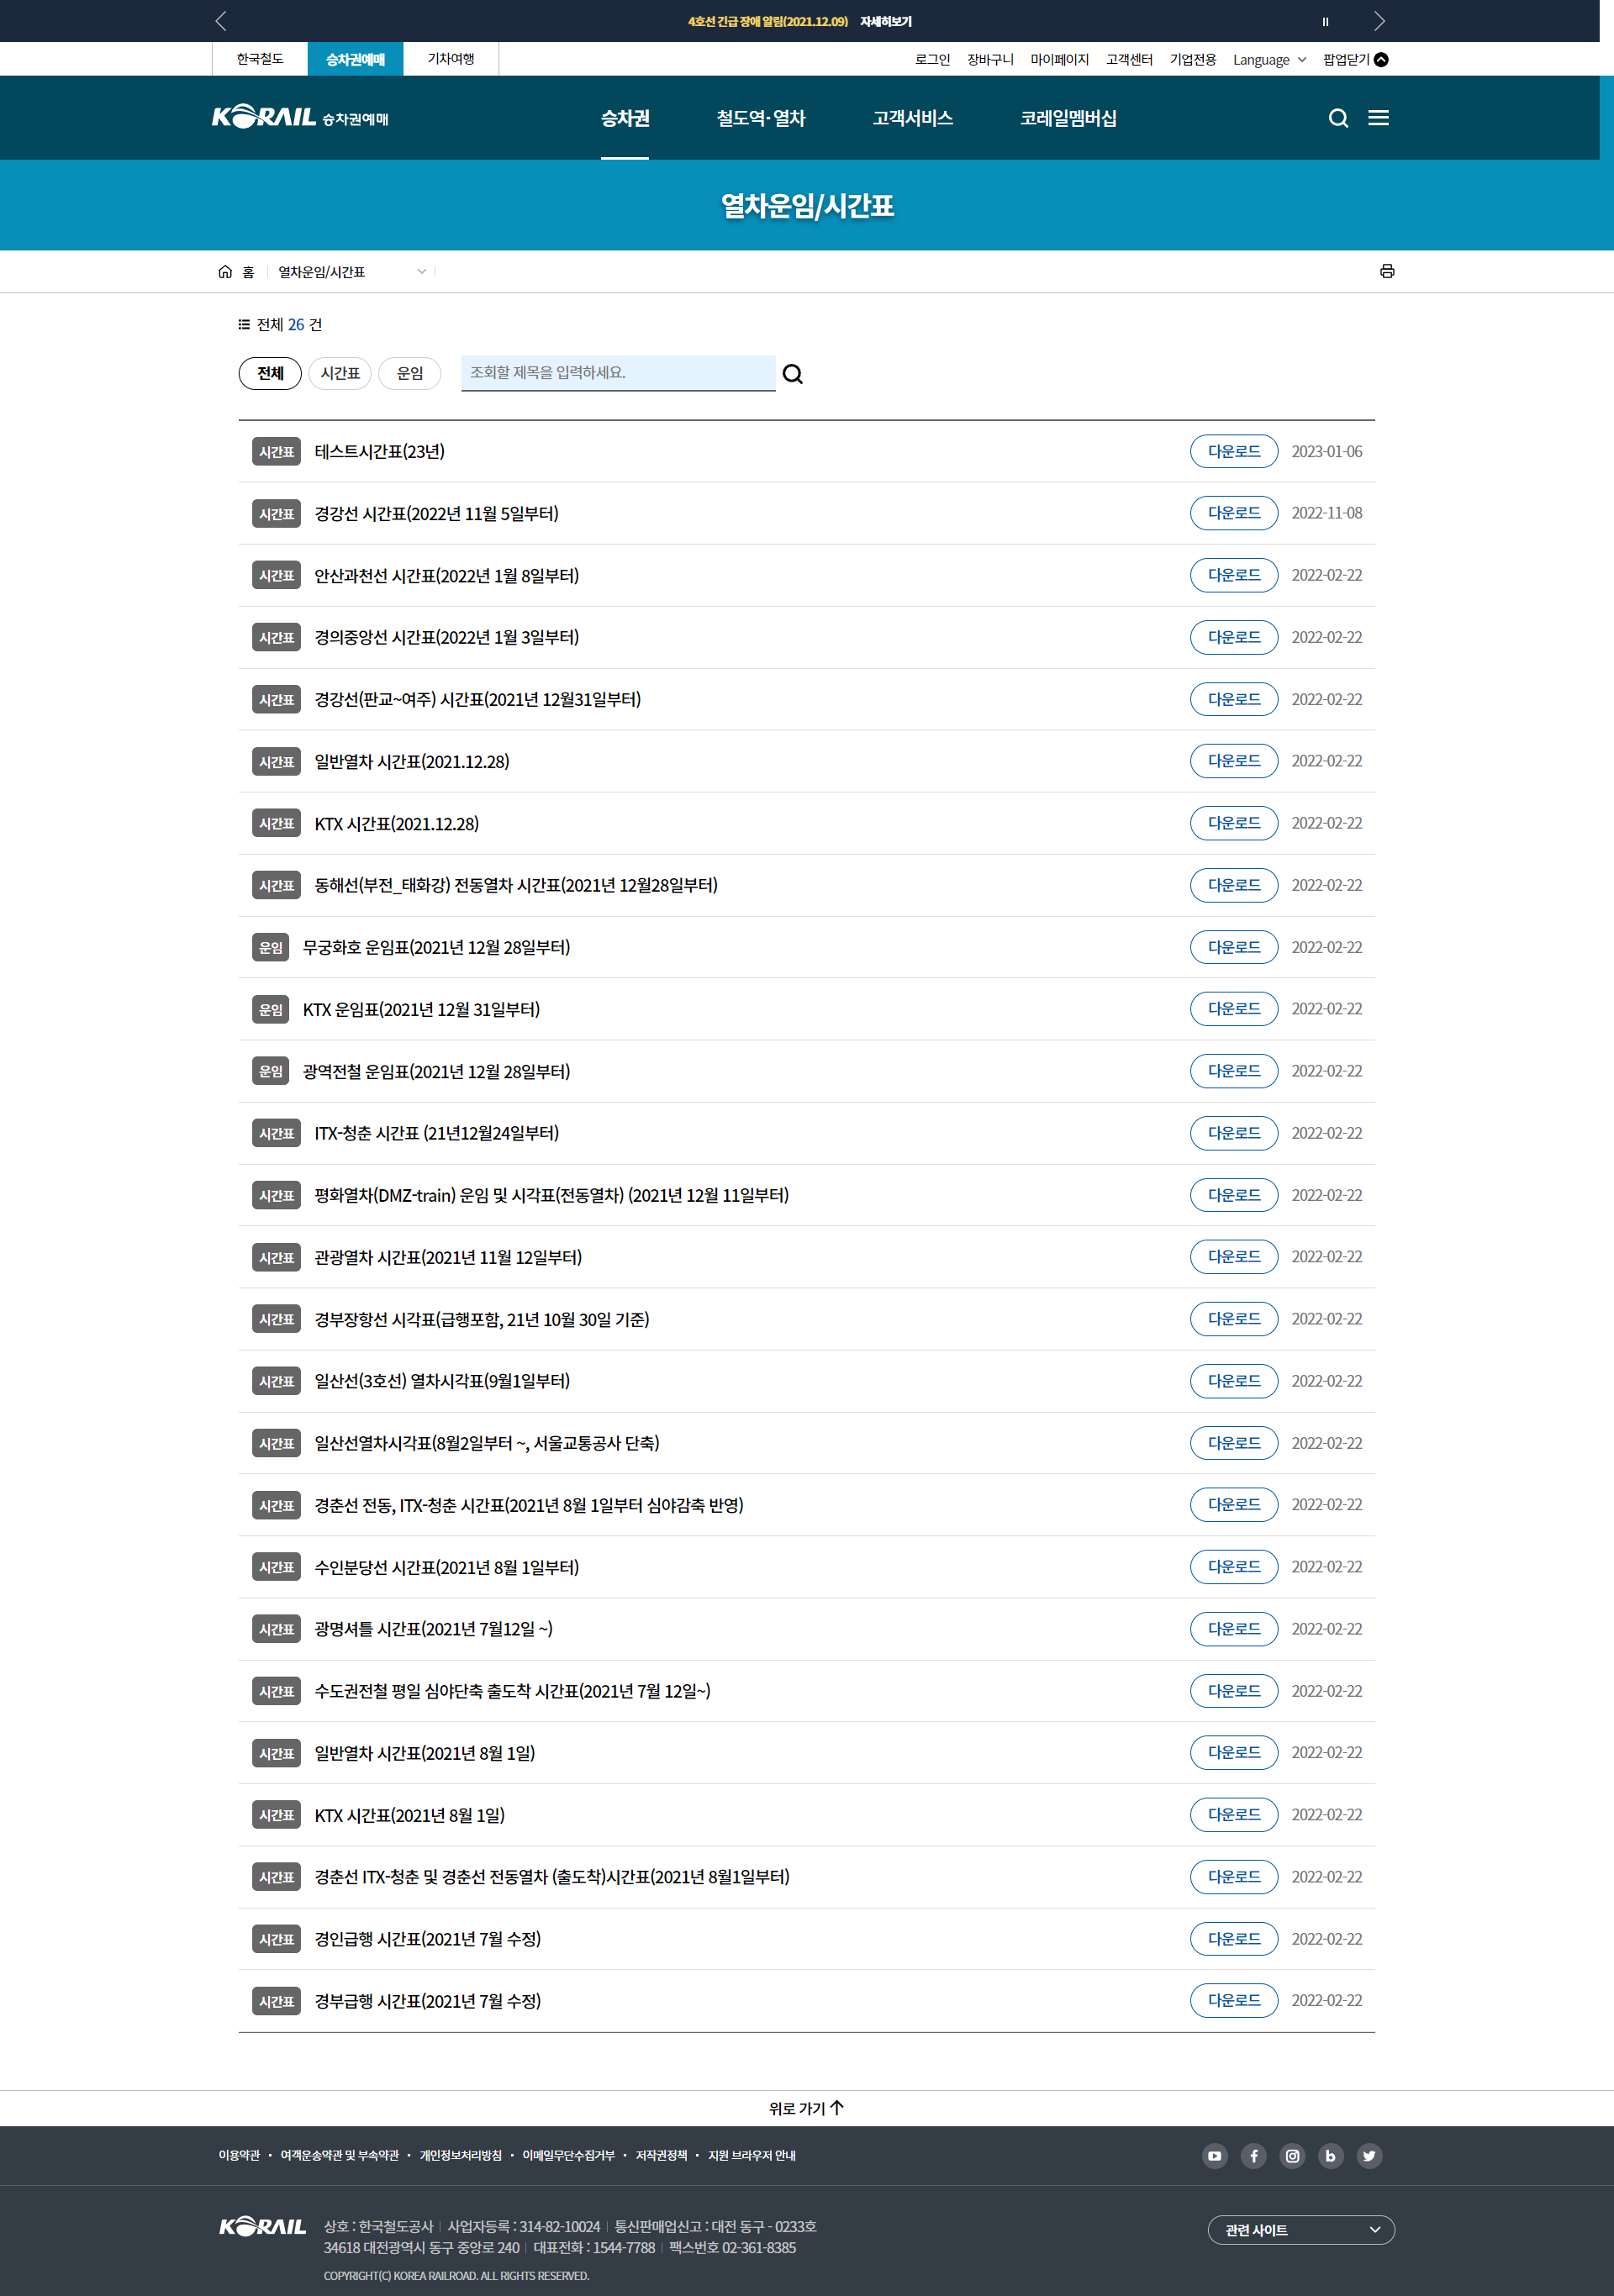 4호선 긴급 장애 알림(2021.12.09) 자세히보기
한국철도 승차권예매 기차여행 로그인 장바구니 마이페이지 고객센터 기업전용 Language 팝업닫기
KORAIL 승차권예매 승차권 철도역·열차 고객서비스 코레일멤버십
열차운임/시간표
홈 열차운임/시간표
전체 26 건
전체 시간표 운임 조회할 제목을 입력하세요.
시간표 테스트시간표(23년) 다운로드 2023-01-06
시간표 경강선 시간표(2022년 11월 5일부터) 다운로드 2022-11-08
시간표 안산과천선 시간표(2022년 1월 8일부터) 다운로드 2022-02-22
시간표 경의중앙선 시간표(2022년 1월 3일부터) 다운로드 2022-02-22
시간표 경강선(판교~여주) 시간표(2021년 12월31일부터) 다운로드 2022-02-22
시간표 일반열차 시간표(2021.12.28) 다운로드 2022-02-22
시간표 KTX 시간표(2021.12.28) 다운로드 2022-02-22
시간표 동해선(부전_태화강) 전동열차 시간표(2021년 12월28일부터) 다운로드 2022-02-22
운임 무궁화호 운임표(2021년 12월 28일부터) 다운로드 2022-02-22
운임 KTX 운임표(2021년 12월 31일부터) 다운로드 2022-02-22
운임 광역전철 운임표(2021년 12월 28일부터) 다운로드 2022-02-22
시간표 ITX-청춘 시간표 (21년12월24일부터) 다운로드 2022-02-22
시간표 평화열차(DMZ-train) 운임 및 시각표(전동열차) (2021년 12월 11일부터) 다운로드 2022-02-22
시간표 관광열차 시간표(2021년 11월 12일부터) 다운로드 2022-02-22
시간표 경부장항선 시각표(급행포함, 21년 10월 30일 기준) 다운로드 2022-02-22
시간표 일산선(3호선) 열차시각표(9월1일부터) 다운로드 2022-02-22
시간표 일산선열차시각표(8월2일부터 ~, 서울교통공사 단축) 다운로드 2022-02-22
시간표 경춘선 전동, ITX-청춘 시간표(2021년 8월 1일부터 심야감축 반영) 다운로드 2022-02-22
시간표 수인분당선 시간표(2021년 8월 1일부터) 다운로드 2022-02-22
시간표 광명셔틀 시간표(2021년 7월12일 ~) 다운로드 2022-02-22
시간표 수도권전철 평일 심야단축 출도착 시간표(2021년 7월 12일~) 다운로드 2022-02-22
시간표 일반열차 시간표(2021년 8월 1일) 다운로드 2022-02-22
시간표 KTX 시간표(2021년 8월 1일) 다운로드 2022-02-22
시간표 경춘선 ITX-청춘 및 경춘선 전동열차 (출도착)시간표(2021년 8월1일부터) 다운로드 2022-02-22
시간표 경인급행 시간표(2021년 7월 수정) 다운로드 2022-02-22
시간표 경부급행 시간표(2021년 7월 수정) 다운로드 2022-02-22
위로 가기
이용약관 · 여객운송약관 및 부속약관 · 개인정보처리방침 · 이메일무단수집거부 · 저작권정책 · 지원 브라우저 안내
KORAIL 상호 : 한국철도공사 사업자등록 : 314-82-10024 통신판매업신고 : 대전 동구 - 0233호 관련 사이트
34618 대전광역시 동구 중앙로 240 대표전화 : 1544-7788 팩스번호 02-361-8385
COPYRIGHT(C) KOREA RAILROAD. ALL RIGHTS RESERVED.